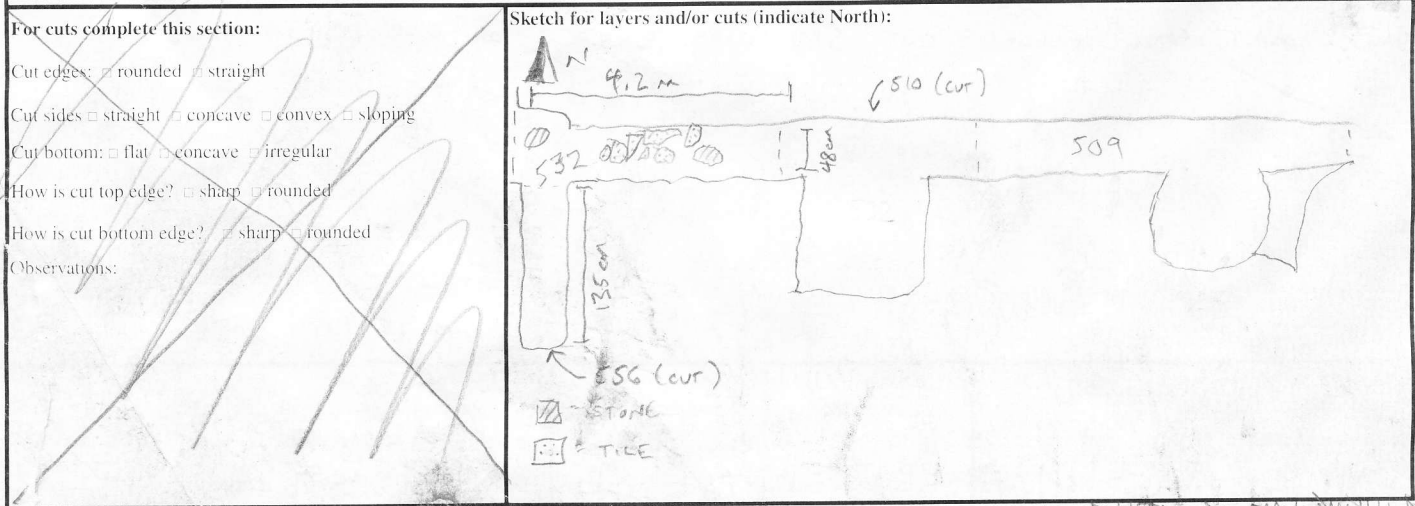 For cuts complete this section:
Cut edges: □ rounded □ straight
Cut sides □ straight □ concave □ convex □ sloping
Cut bottom: □ flat □ concave □ irregular
How is cut top edge? □ sharp □ rounded
How is cut bottom edge? □ sharp □ rounded
Observations:
Sketch for layers and/or cuts (indicate North):
N
4.2 m
510 (cut)
532
48cm
509
135cm
556 (cut)
= STONE
= TILE